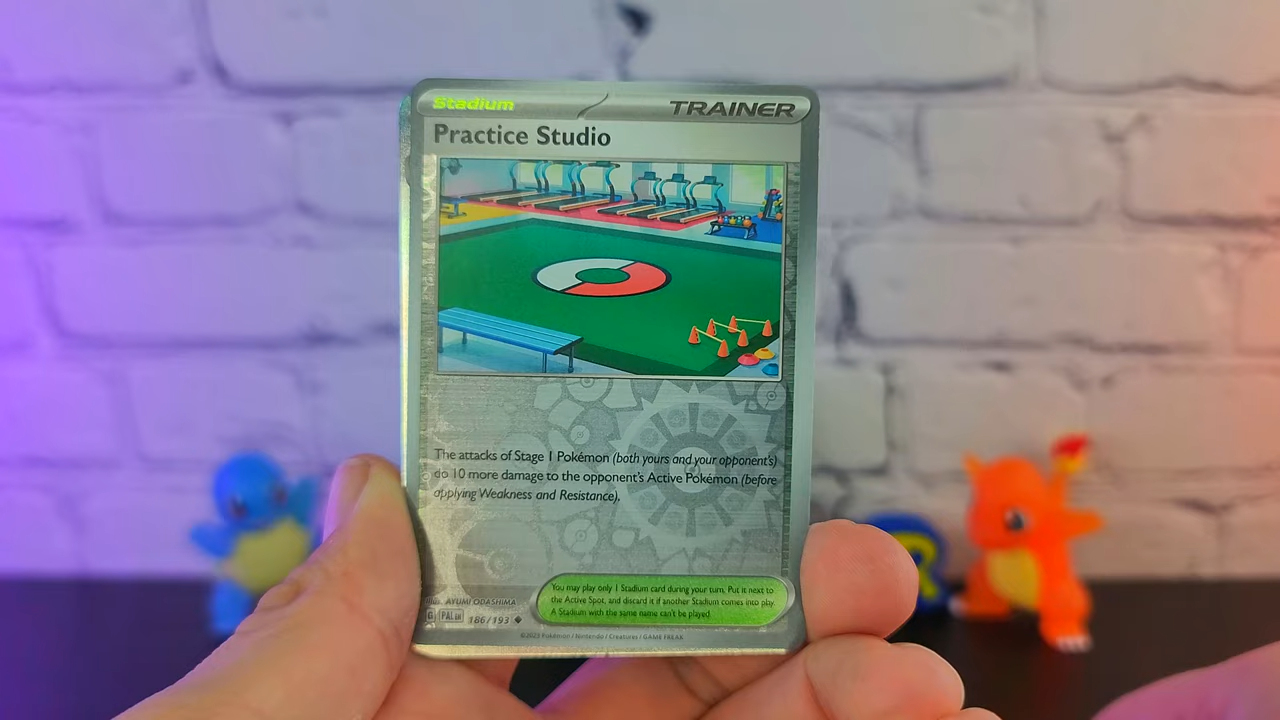 Stadium
TRAINER
Practice Studio
The attacks of Stage 1 Pokémon (both yours and your opponent's)
do 10 more damage to the opponent's Active Pokémon (before
applying Weakness and Resistance).
You may play only 1 Stadium card during your turn. Put it next to
the Active Spot, and discard it if another Stadium comes into play.
A Stadium with the same name can't be played.
Illus. AYUMI ODASHIMA
G PAL EN 186/193
©2023 Pokémon / Nintendo / Creatures / GAME FREAK
R